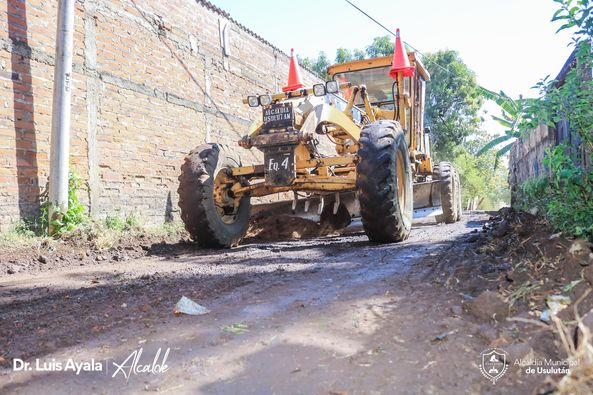 ALCALDIA
USULUTAN
Eq. 4
Dr. Luis Ayala | Alcalde
Alcaldía Municipal
de Usulután